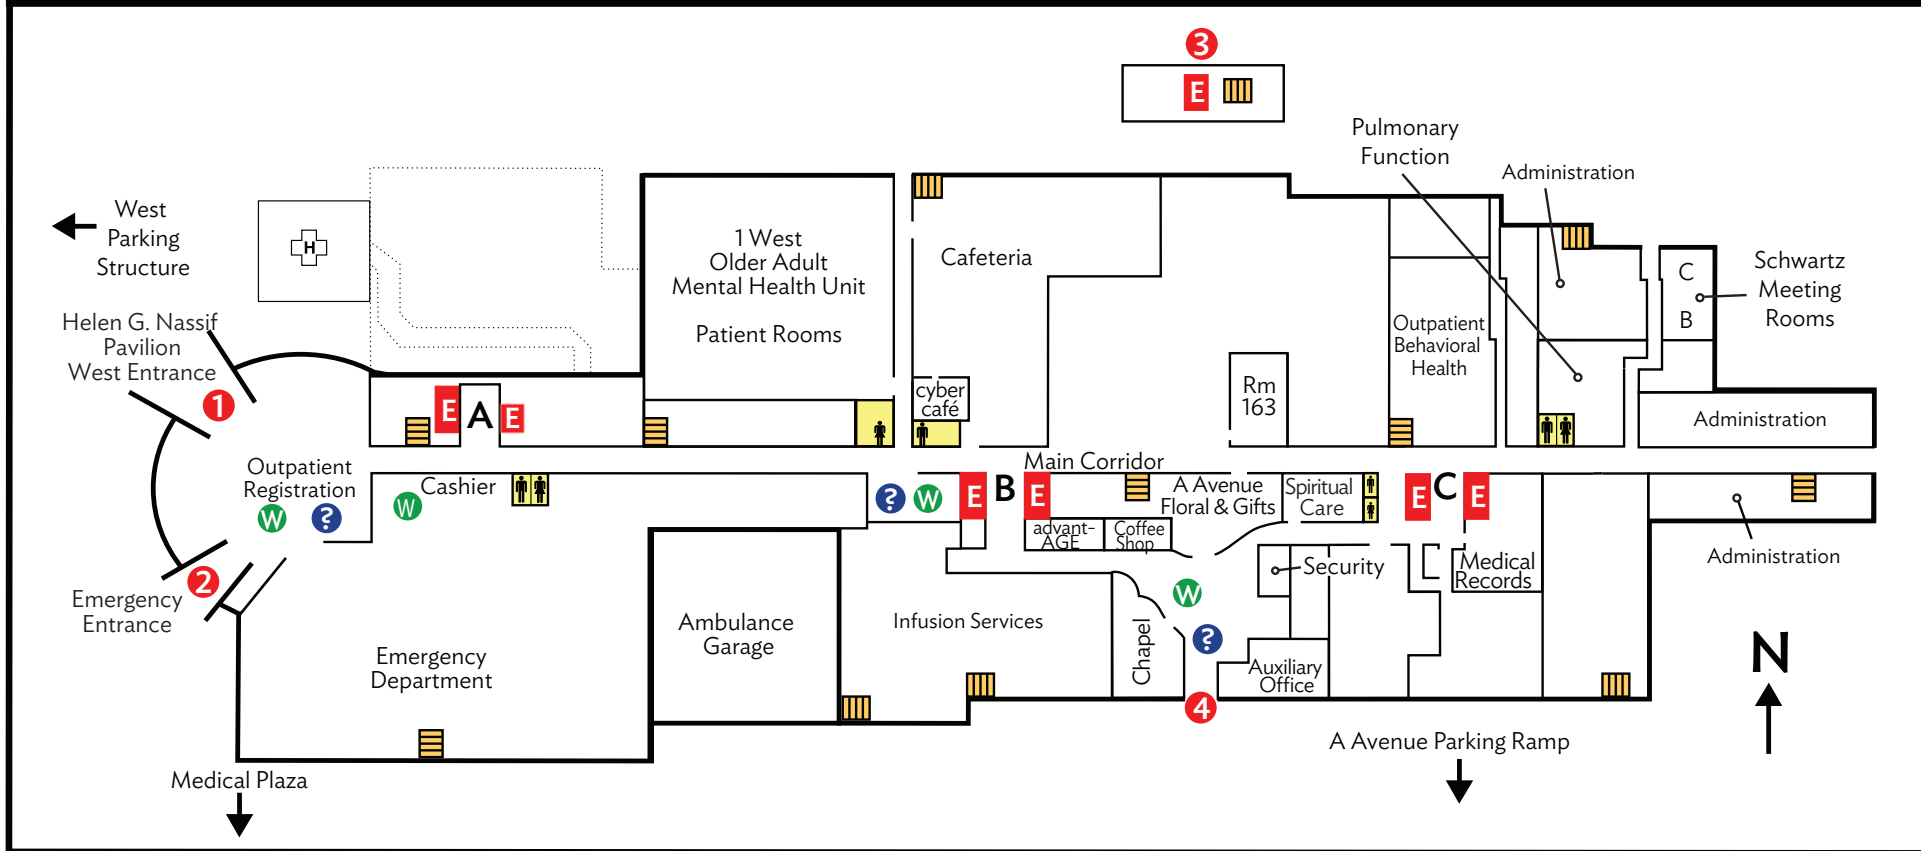 3
E
Pulmonary
Function
Administration
West
Parking
Structure
H
1 West
Older Adult
Mental Health Unit
Patient Rooms
Cafeteria
C
B
Schwartz
Meeting
Rooms
Helen G. Nassif
Pavilion
West Entrance
1
Outpatient
Behavioral
Health
E
A
E
cyber
café
Rm
163
Administration
Outpatient
Registration
W
?
Cashier
W
?
W
E
B
E
Main Corridor
A Avenue
Floral & Gifts
Spiritual
Care
E
C
E
advant-
AGE
Coffee
Shop
Security
Medical
Records
Administration
2
Emergency
Entrance
Emergency
Department
Ambulance
Garage
Infusion Services
Chapel
W
?
Auxiliary
Office
4
N
A Avenue Parking Ramp
Medical Plaza